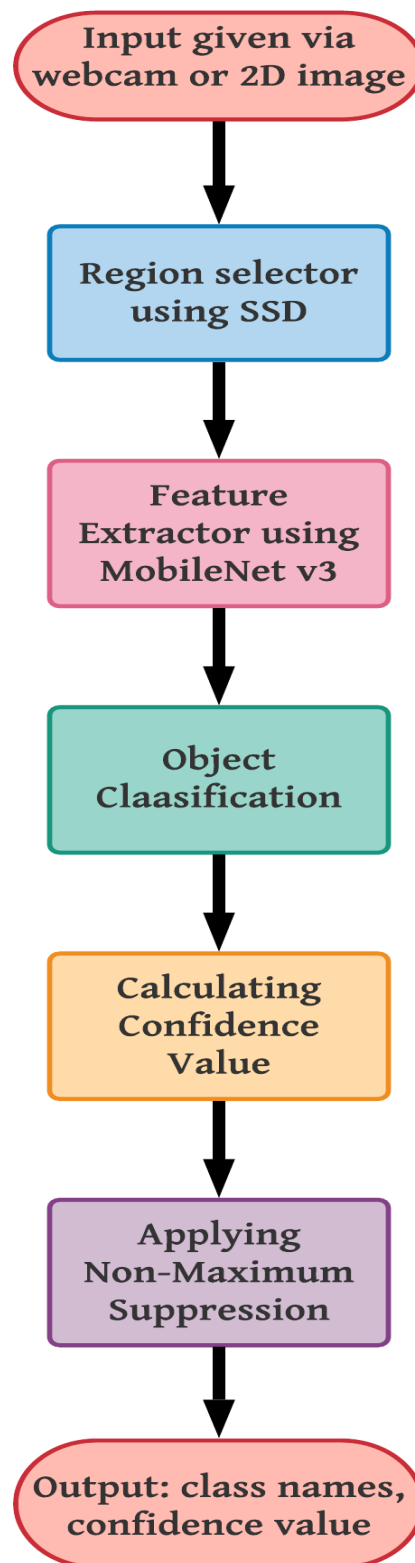 Input given via
webcam or 2D image
Region selector
using SSD
Feature
Extractor using
MobileNet v3
Object
Claasification
Calculating
Confidence
Value
Applying
Non-Maximum
Suppression
Output: class names,
confidence value